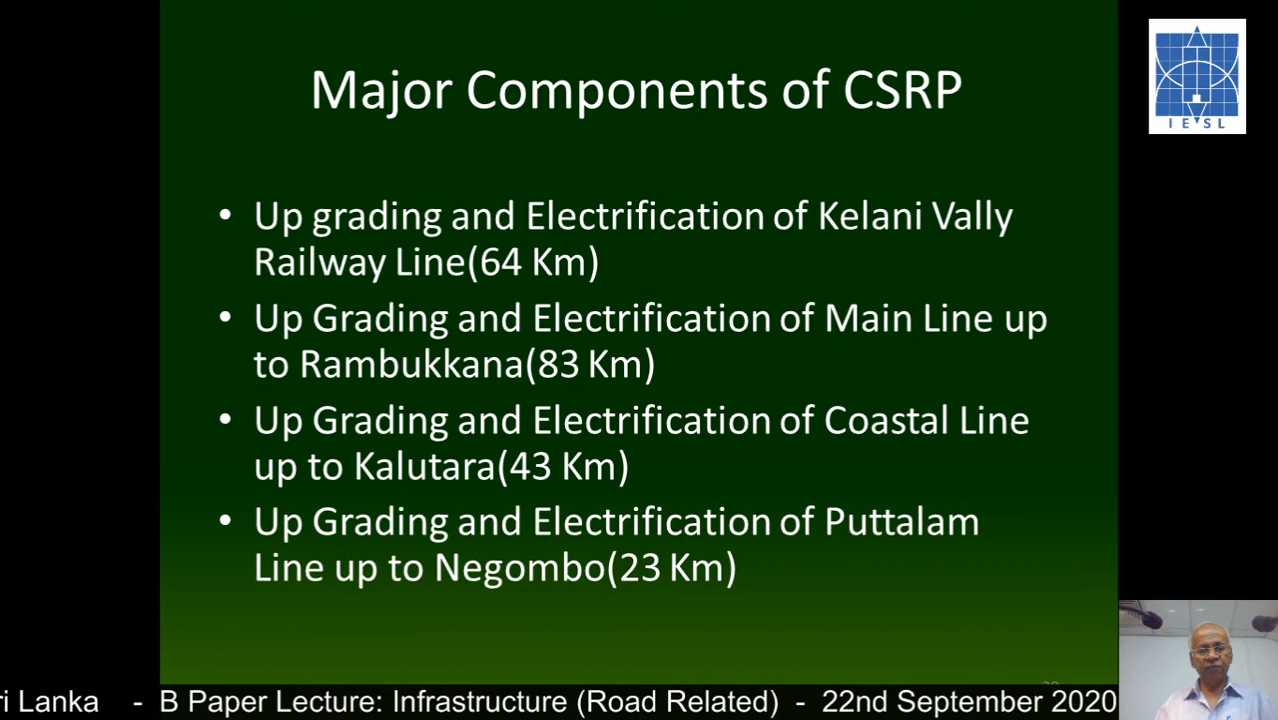 Major Components of CSRP
IESL
• Up grading and Electrification of Kelani Vally
Railway Line(64 Km)
• Up Grading and Electrification of Main Line up
to Rambukkana(83 Km)
• Up Grading and Electrification of Coastal Line
up to Kalutara(43 Km)
• Up Grading and Electrification of Puttalam
Line up to Negombo(23 Km)
ri Lanka - B Paper Lecture: Infrastructure (Road Related) - 22nd September 2020